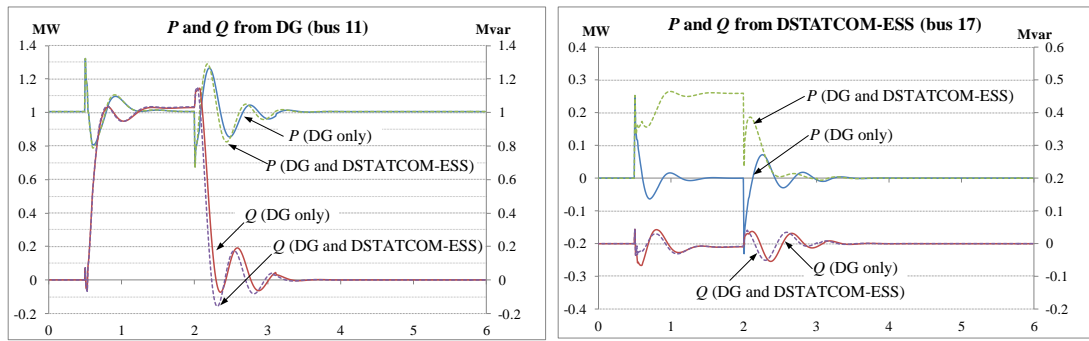 P and Q from DG (bus 11)
MW
Mvar
1.4
1.2
1
0.8
0.6
0.4
0.2
0
-0.2
1.4
1.2
1
0.8
0.6
0.4
0.2
0
-0.2
P (DG only)
P (DG and DSTATCOM-ESS)
Q (DG only)
Q (DG and DSTATCOM-ESS)
0 1 2 3 4 5 6
P and Q from DSTATCOM-ESS (bus 17)
MW
Mvar
0.4
0.3
0.2
0.1
0
-0.1
-0.2
-0.3
-0.4
0.6
0.5
0.4
0.3
0.2
0.1
0
-0.1
-0.2
P (DG and DSTATCOM-ESS)
P (DG only)
Q (DG only)
Q (DG and DSTATCOM-ESS)
0 1 2 3 4 5 6